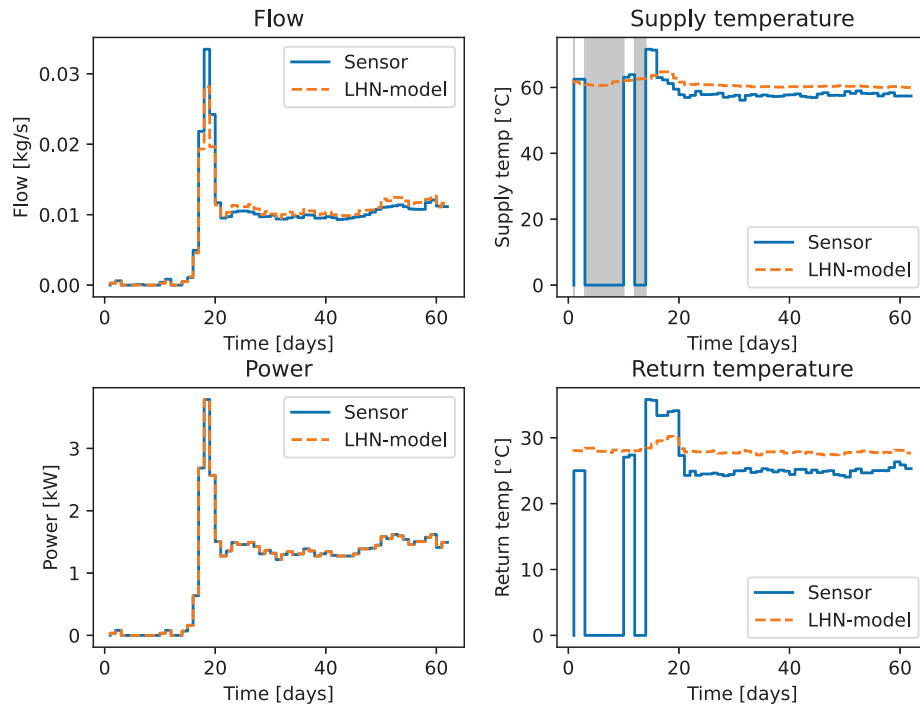 Flow
Flow [kg/s]
0.03
0.02
0.01
0.00
Sensor
LHN-model
0
20
40
60
Time [days]
Supply temperature
Supply temp [°C]
60
40
20
0
Sensor
LHN-model
0
20
40
60
Time [days]
Power
Power [kW]
3
2
1
0
Sensor
LHN-model
0
20
40
60
Time [days]
Return temperature
Return temp [°C]
30
20
10
0
Sensor
LHN-model
0
20
40
60
Time [days]